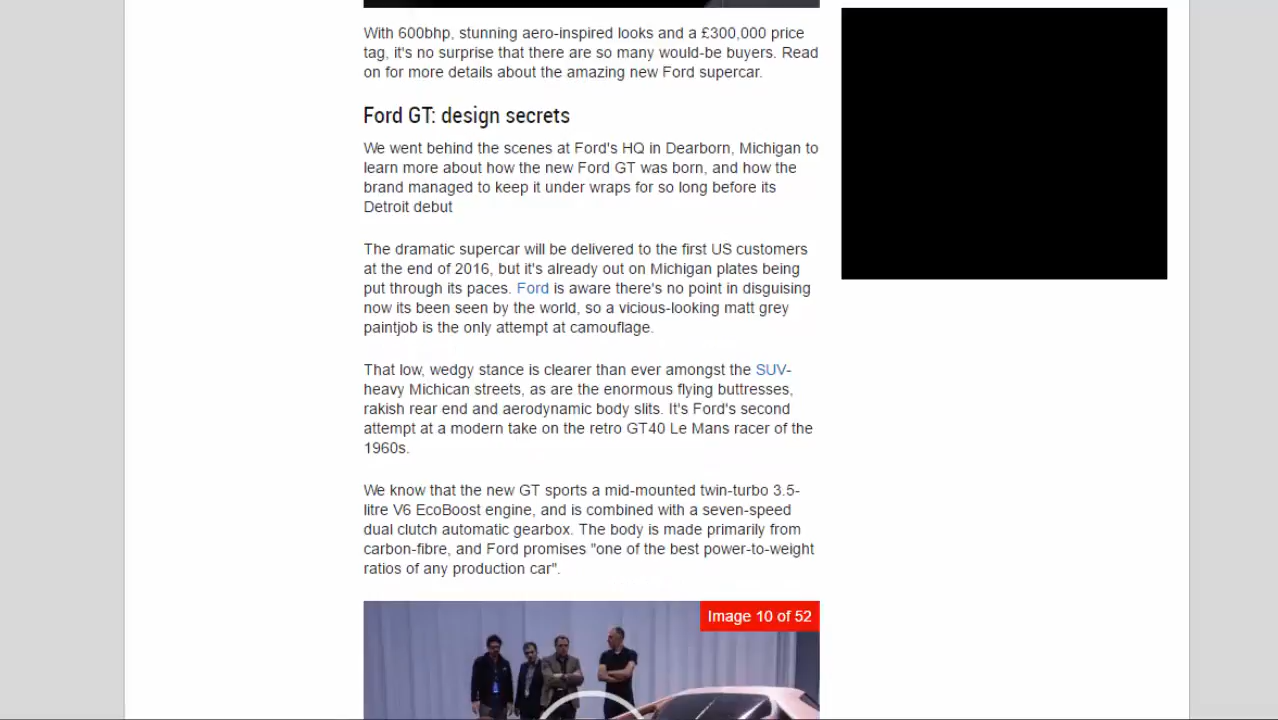 With 600bhp, stunning aero-inspired looks and a £300,000 price
tag, it's no surprise that there are so many would-be buyers. Read
on for more details about the amazing new Ford supercar.
Ford GT: design secrets
We went behind the scenes at Ford's HQ in Dearborn, Michigan to
learn more about how the new Ford GT was born, and how the
brand managed to keep it under wraps for so long before its
Detroit debut
The dramatic supercar will be delivered to the first US customers
at the end of 2016, but it's already out on Michigan plates being
put through its paces. Ford is aware there's no point in disguising
now its been seen by the world, so a vicious-looking matt grey
paintjob is the only attempt at camouflage.
That low, wedgy stance is clearer than ever amongst the SUV-
heavy Michican streets, as are the enormous flying buttresses,
rakish rear end and aerodynamic body slits. It's Ford's second
attempt at a modern take on the retro GT40 Le Mans racer of the
1960s.
We know that the new GT sports a mid-mounted twin-turbo 3.5-
litre V6 EcoBoost engine, and is combined with a seven-speed
dual clutch automatic gearbox. The body is made primarily from
carbon-fibre, and Ford promises "one of the best power-to-weight
ratios of any production car".
Image 10 of 52